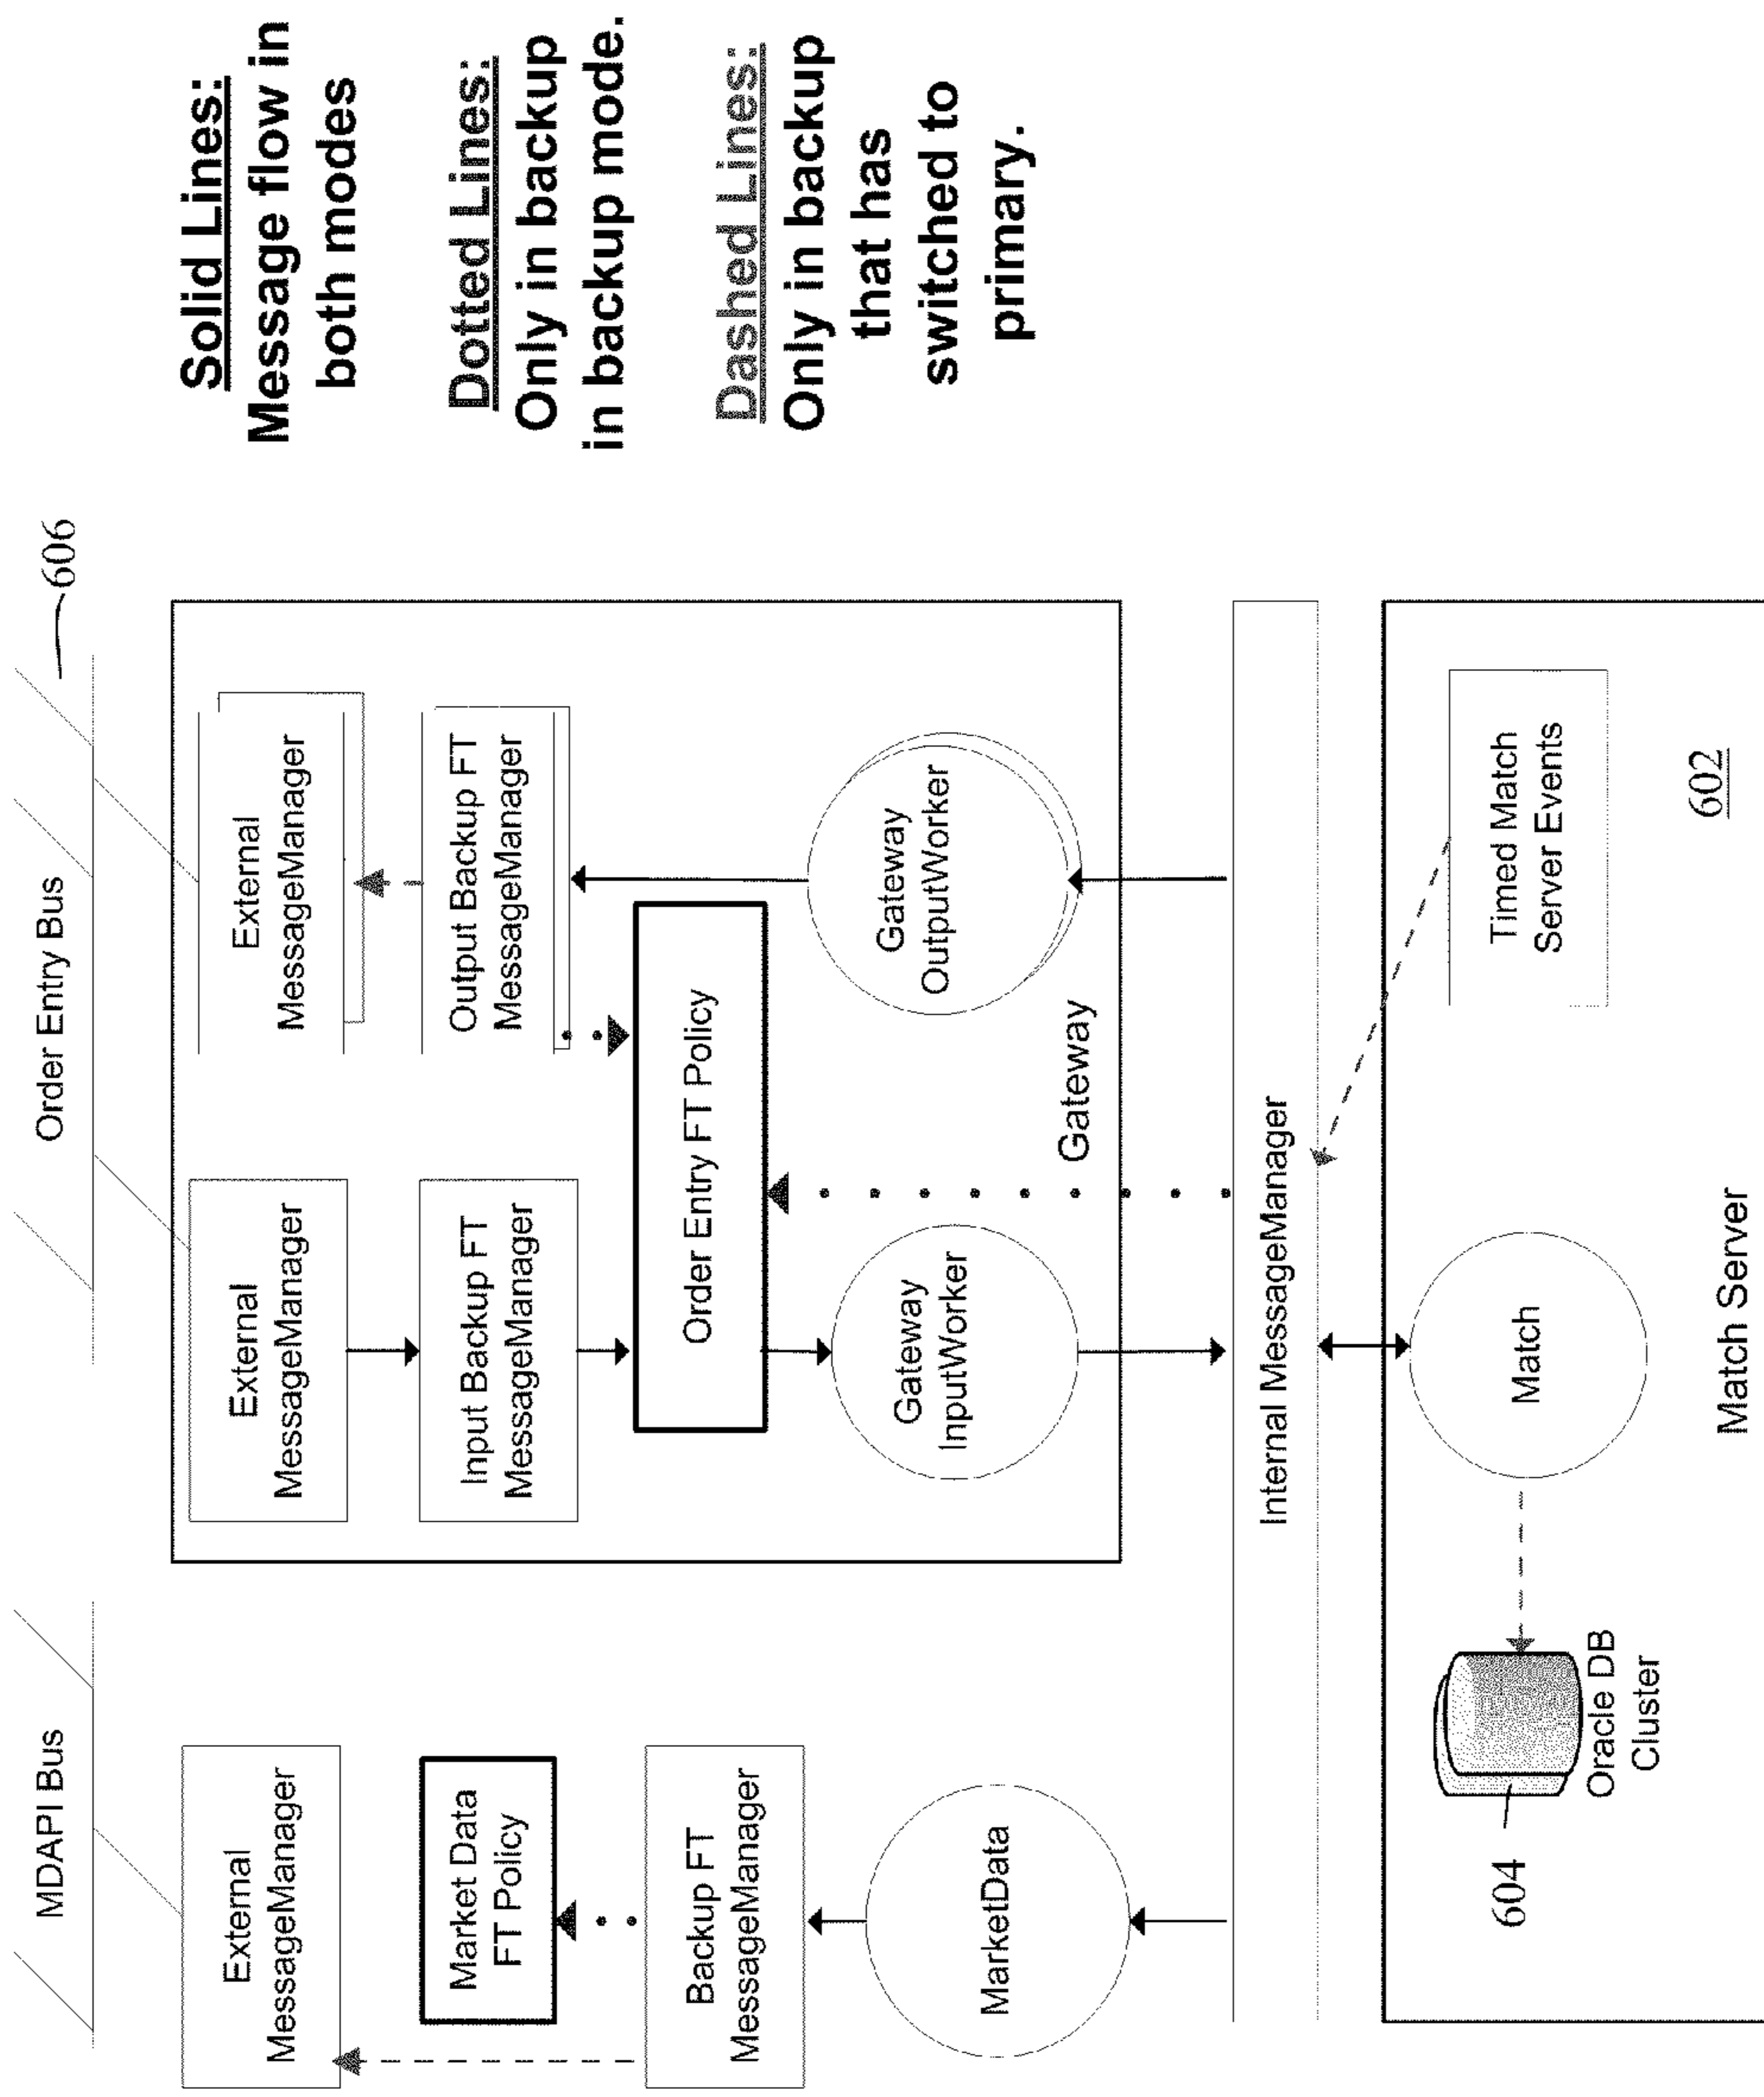 MDAPI Bus
Order Entry Bus
606
External
MessageManager
External
MessageManager
External
MessageManager
Solid Lines:
Message flow in
both modes
Market Data
FT Policy
Input Backup FT
MessageManager
Output Backup FT
MessageManager
Dotted Lines:
Only in backup
in backup mode.
Backup FT
MessageManager
Order Entry FT Policy
Dashed Lines:
Only in backup
that has
switched to
primary.
MarketData
Gateway
InputWorker
Gateway
OutputWorker
Gateway
Internal MessageManager
604
Oracle DB
Cluster
Match
Timed Match
Server Events
Match Server
602